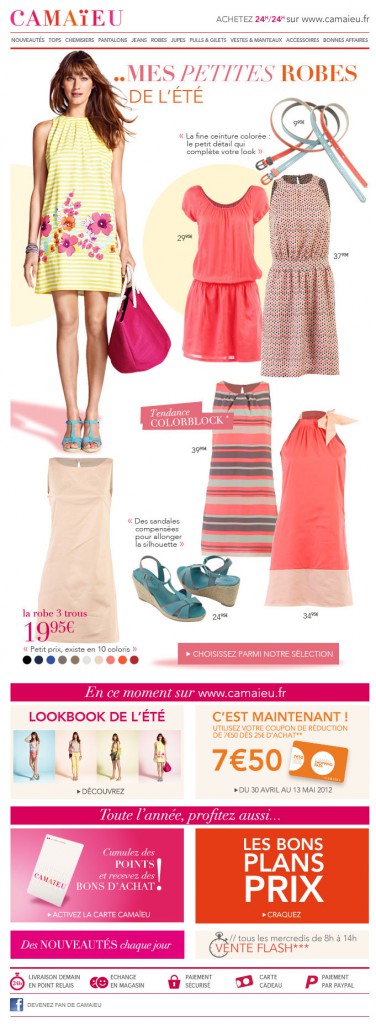 CAMAÏEU
ACHETEZ 24H/24H sur www.camaieu.fr
NOUVEAUTÉS TOPS CHEMISIERS PANTALONS JEANS ROBES JUPES PULLS & GILETS VESTES & MANTEAUX ACCESSOIRES BONNES AFFAIRES
..MES PETITES ROBES
DE L'ÉTÉ
9€95
« La fine ceinture colorée :
le petit détail qui
complète votre look »
29€95
37€95
Tendance
COLORBLOCK *
39€95
« Des sandales
compensées
pour allonger
la silhouette »
24€95
34€95
la robe 3 trous
19,95€
« Petit prix, existe en 10 coloris »
CHOISISSEZ PARMI NOTRE SÉLECTION
En ce moment sur www.camaieu.fr
LOOKBOOK DE L'ÉTÉ
DÉCOUVREZ
C'EST MAINTENANT !
UTILISEZ VOTRE COUPON DE RÉDUCTION
DE 7€50 DÈS 25€ D'ACHAT**
7€50
DU 30 AVRIL AU 13 MAI 2012
Toute l'année, profitez aussi...
Cumulez des
POINTS
et recevez des
BONS D'ACHAT !
CAMAÏEU
ACTIVEZ LA CARTE CAMAÏEU
LES BONS
PLANS
PRIX
CRAQUEZ
Des NOUVEAUTÉS chaque jour
// tous les mercredis de 8h à 14h
VENTE FLASH***
24h
LIVRAISON DEMAIN
EN POINT RELAIS
ECHANGE
EN MAGASIN
PAIEMENT
SÉCURISÉ
CARTE
CADEAU
PAIEMENT
PAR PAYPAL
f
DEVENEZ FAN DE CAMAIEU